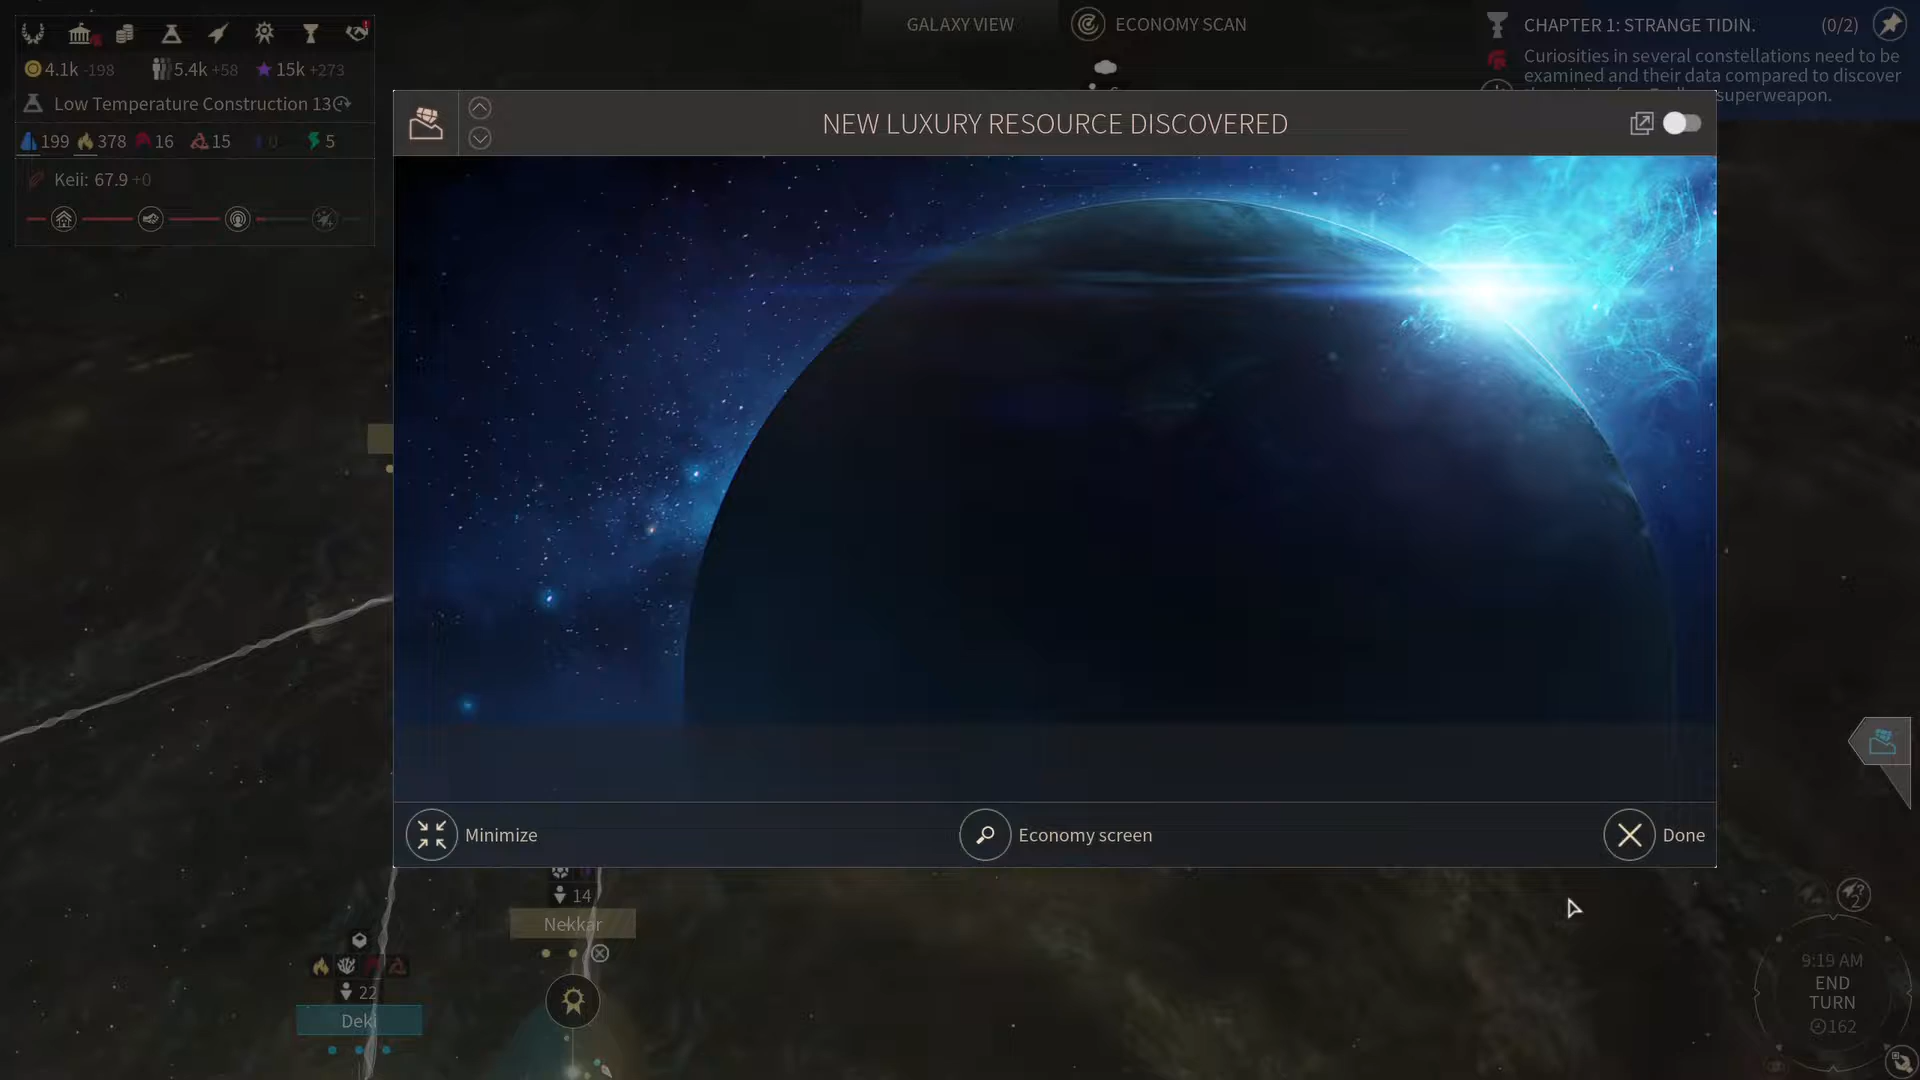 GALAXY VIEW
ECONOMY SCAN
CHAPTER 1: STRANGE TIDIN.
(0/2)
Curiosities in several constellations need to be
examined and their data compared to discover
superweapon.
4.1k -198
5.4k +58
15k +273
Low Temperature Construction 13
199
378
16
15
0
5
Keii: 67.9 +0
NEW LUXURY RESOURCE DISCOVERED
Minimize
Economy screen
Done
14
Nekkar
22
Deki
2
9:19 AM
END
TURN
162